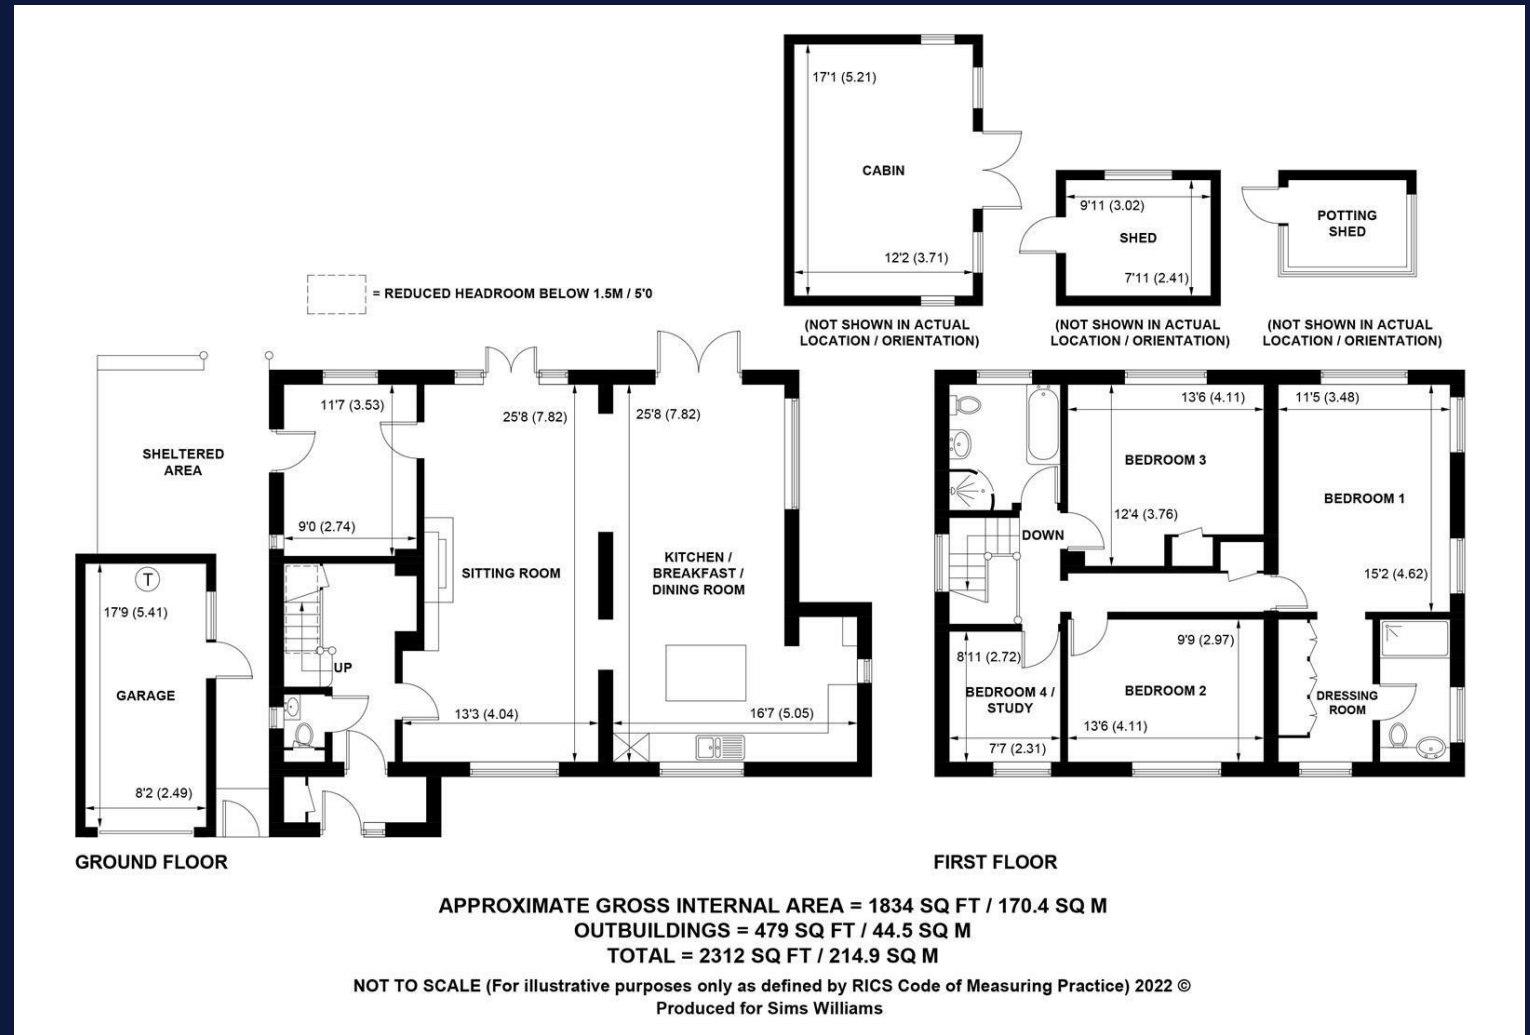 17'1 (5.21)
CABIN
12'2 (3.71)
(NOT SHOWN IN ACTUAL
LOCATION / ORIENTATION)
9'11 (3.02)
SHED
7'11 (2.41)
(NOT SHOWN IN ACTUAL
LOCATION / ORIENTATION)
POTTING
SHED
(NOT SHOWN IN ACTUAL
LOCATION / ORIENTATION)
= REDUCED HEADROOM BELOW 1.5M / 5'0
SHELTERED
AREA
11'7 (3.53)
9'0 (2.74)
25'8 (7.82)
SITTING ROOM
13'3 (4.04)
25'8 (7.82)
KITCHEN /
BREAKFAST /
DINING ROOM
16'7 (5.05)
T
17'9 (5.41)
GARAGE
8'2 (2.49)
UP
GROUND FLOOR
DOWN
13'6 (4.11)
BEDROOM 3
12'4 (3.76)
11'5 (3.48)
BEDROOM 1
15'2 (4.62)
8'11 (2.72)
BEDROOM 4 /
STUDY
7'7 (2.31)
9'9 (2.97)
BEDROOM 2
13'6 (4.11)
DRESSING
ROOM
FIRST FLOOR
APPROXIMATE GROSS INTERNAL AREA = 1834 SQ FT / 170.4 SQ M
OUTBUILDINGS = 479 SQ FT / 44.5 SQ M
TOTAL = 2312 SQ FT / 214.9 SQ M
NOT TO SCALE (For illustrative purposes only as defined by RICS Code of Measuring Practice) 2022 ©
Produced for Sims Williams